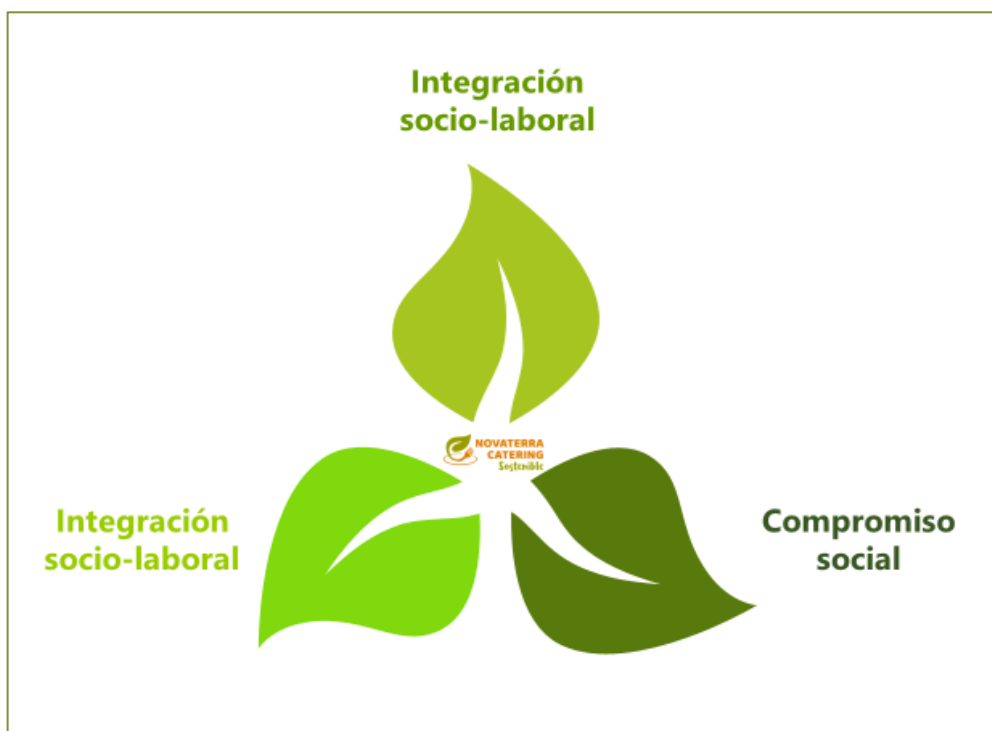 Integración
socio-laboral
NOVATERRA
CATERING
Sostenible
Integración
socio-laboral
Compromiso
social